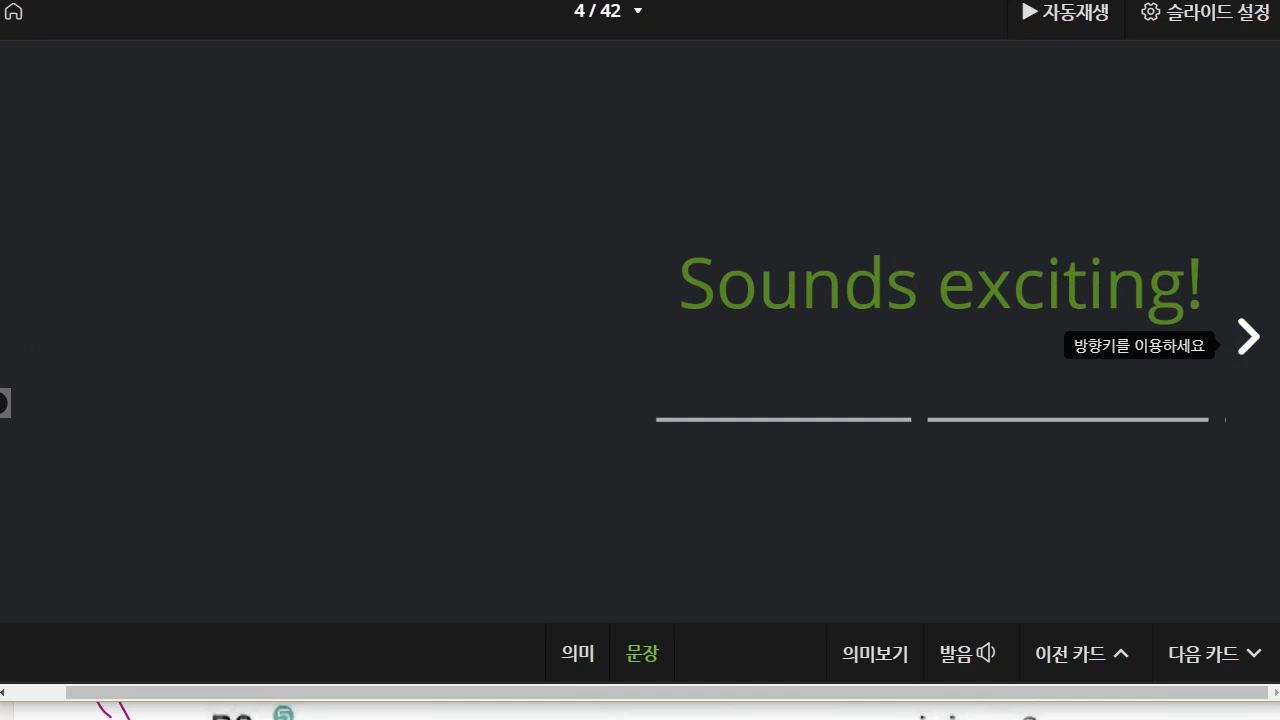 4 / 42
자동재생
슬라이드 설정
Sounds exciting!
방향키를 이용하세요
의미
문장
의미보기
발음
이전 카드
다음 카드
5